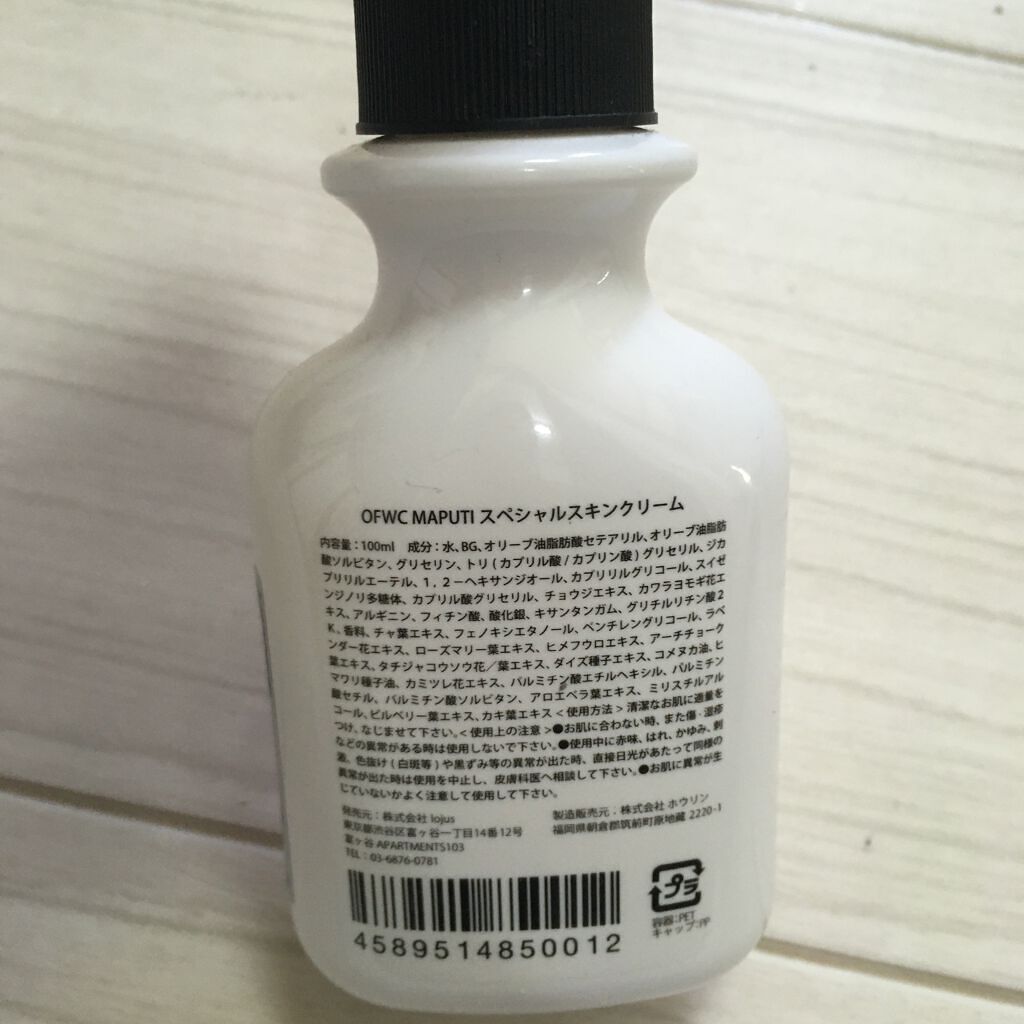 OFWC MAPUTI スペシャルスキンクリーム
内容量：100ml 成分：水、BG、オリーブ油脂肪酸セテアリル、オリーブ油脂肪
酸ソルビタン、グリセリン、トリ(カプリル酸/カプリン酸)グリセリル、ジカ
プリリルエーテル、1，2－ヘキサンジオール、カプリリルグリコール、スイゼ
ンジノリ多糖体、カプリル酸グリセリル、チョウジエキス、カワラヨモギ花エ
キス、アルギニン、フィチン酸、酸化銀、キサンタンガム、グリチルリチン酸2
K、香料、チャ葉エキス、フェノキシエタノール、ペンチレングリコール、ラベ
ンダー花エキス、ローズマリー葉エキス、ヒメフウロエキス、アーチチョーク
葉エキス、タチジャコウソウ花／葉エキス、ダイズ種子エキス、コメヌカ油、ヒ
マワリ種子油、カミツレ花エキス、パルミチン酸エチルヘキシル、パルミチン
酸セチル、パルミチン酸ソルビタン、アロエベラ葉エキス、ミリスチルアル
コール、ビルベリー葉エキス、カキ葉エキス＜使用方法＞清潔なお肌に適量を
つけ、なじませて下さい。＜使用上の注意＞●お肌に合わない時、また傷・湿疹
などの異常がある時は使用しないで下さい。●使用中に赤味、はれ、かゆみ、刺
激、色抜け(白斑等)や黒ずみ等の異常が出た時、直接日光があたって同様の
異常が出た時は使用を中止し、皮膚科医へ相談して下さい。●お肌に異常が生
じていないかよく注意して使用して下さい。
発売元：株式会社 lojus
東京都渋谷区富ヶ谷一丁目14番12号
富ヶ谷 APARTMENTS103
TEL：03-6876-0781
製造販売元：株式会社 ホウリン
福岡県朝倉郡筑前町原地蔵 2220-1
プラ
容器:PET
キャップ:PP
4589514850012